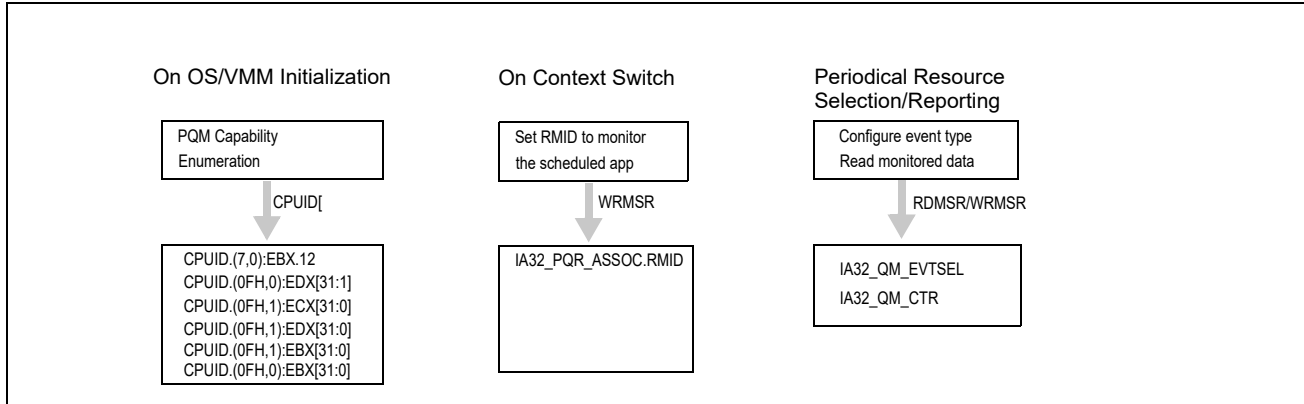 On OS/VMM Initialization
PQM Capability
Enumeration
CPUID[
CPUID.(7,0):EBX.12
CPUID.(0FH,0):EDX[31:1]
CPUID.(0FH,1):ECX[31:0]
CPUID.(0FH,1):EDX[31:0]
CPUID.(0FH,1):EBX[31:0]
CPUID.(0FH,0):EBX[31:0]
On Context Switch
Set RMID to monitor
the scheduled app
WRMSR
IA32_PQR_ASSOC.RMID
Periodical Resource
Selection/Reporting
Configure event type
Read monitored data
RDMSR/WRMSR
IA32_QM_EVTSEL
IA32_QM_CTR